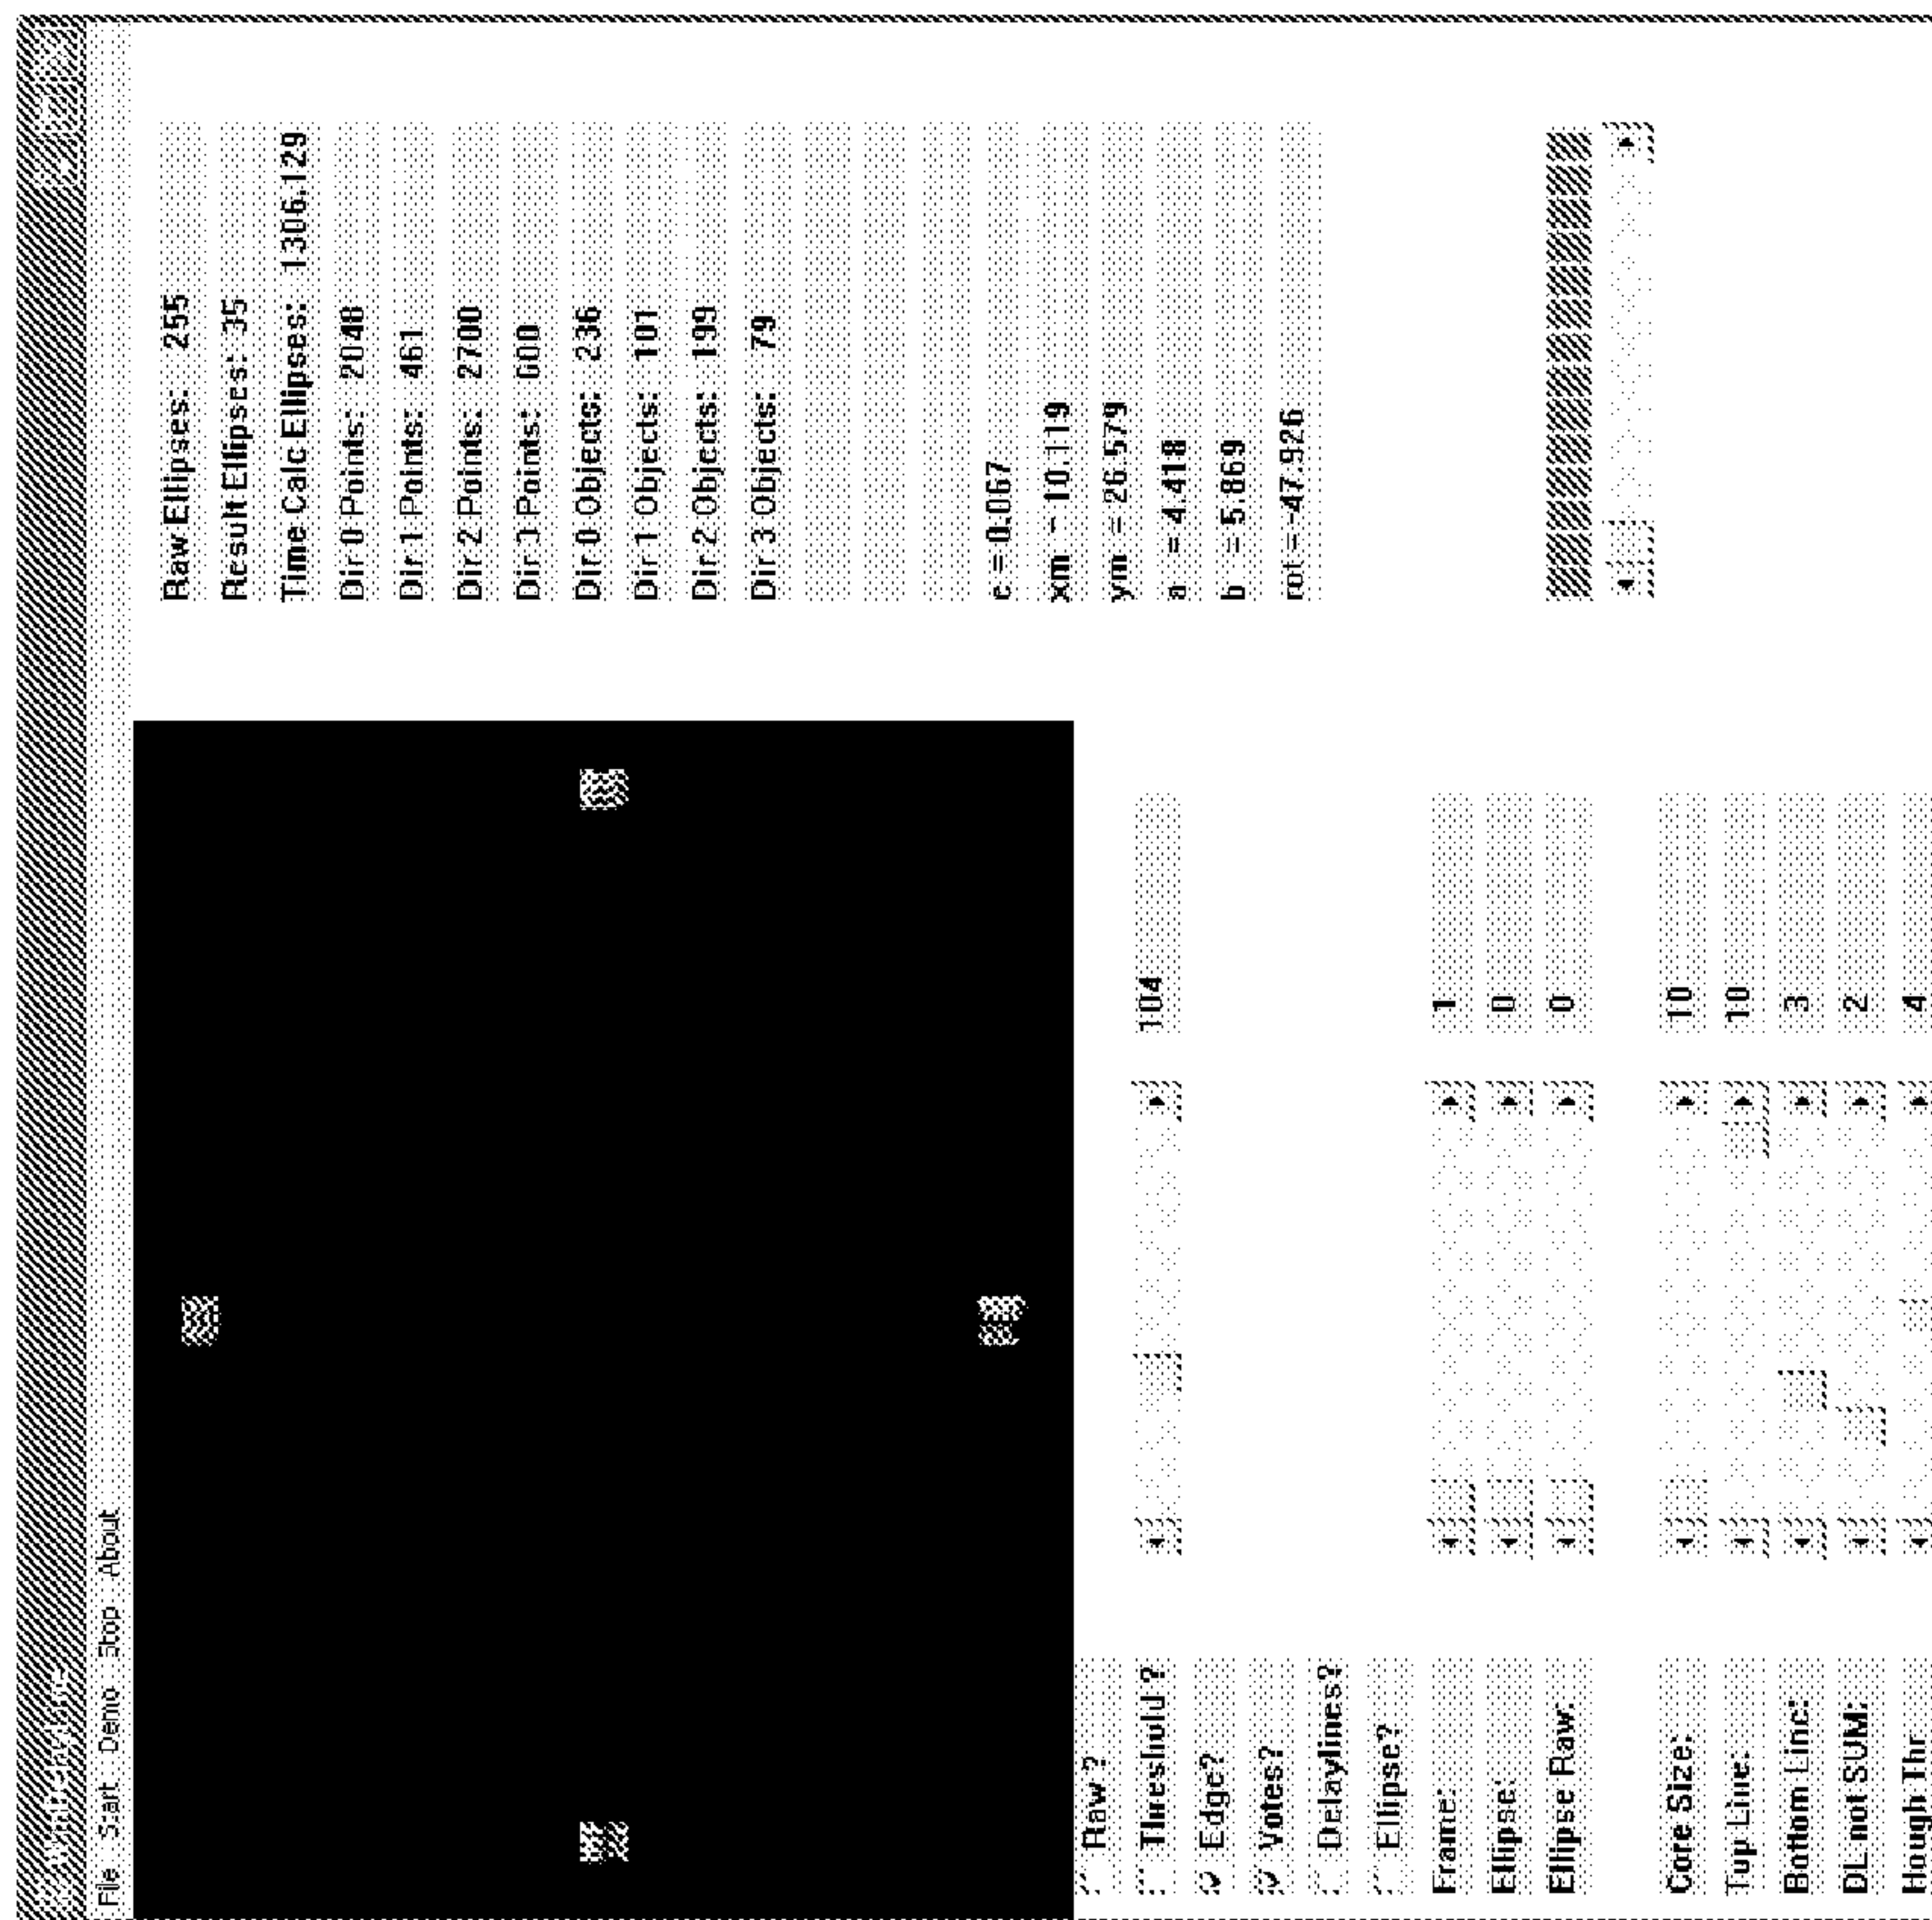 File Start Demo Stop About
Raw Ellipses: 255
Result Ellipses: 35
Time Calc Ellipses: 1306.129
Dir 0 Points: 2048
Dir 1 Points: 461
Dir 2 Points: 2700
Dir 3 Points: 600
Dir 0 Objects: 236
Dir 1 Objects: 101
Dir 2 Objects: 199
Dir 3 Objects: 79
xm = 10.119
ym = 26.579
a = 4.418
b = 5.869
rot = -47.926
Raw ?
Threshold ? 104
Edge?
Votes?
Delaylines?
Ellipse?
Frame: 1
Ellipse: 0
Ellipse Raw: 0
Core Size: 10
Top Line: 10
Bottom Line: 3
DL not SUM: 2
Hough Thr 4